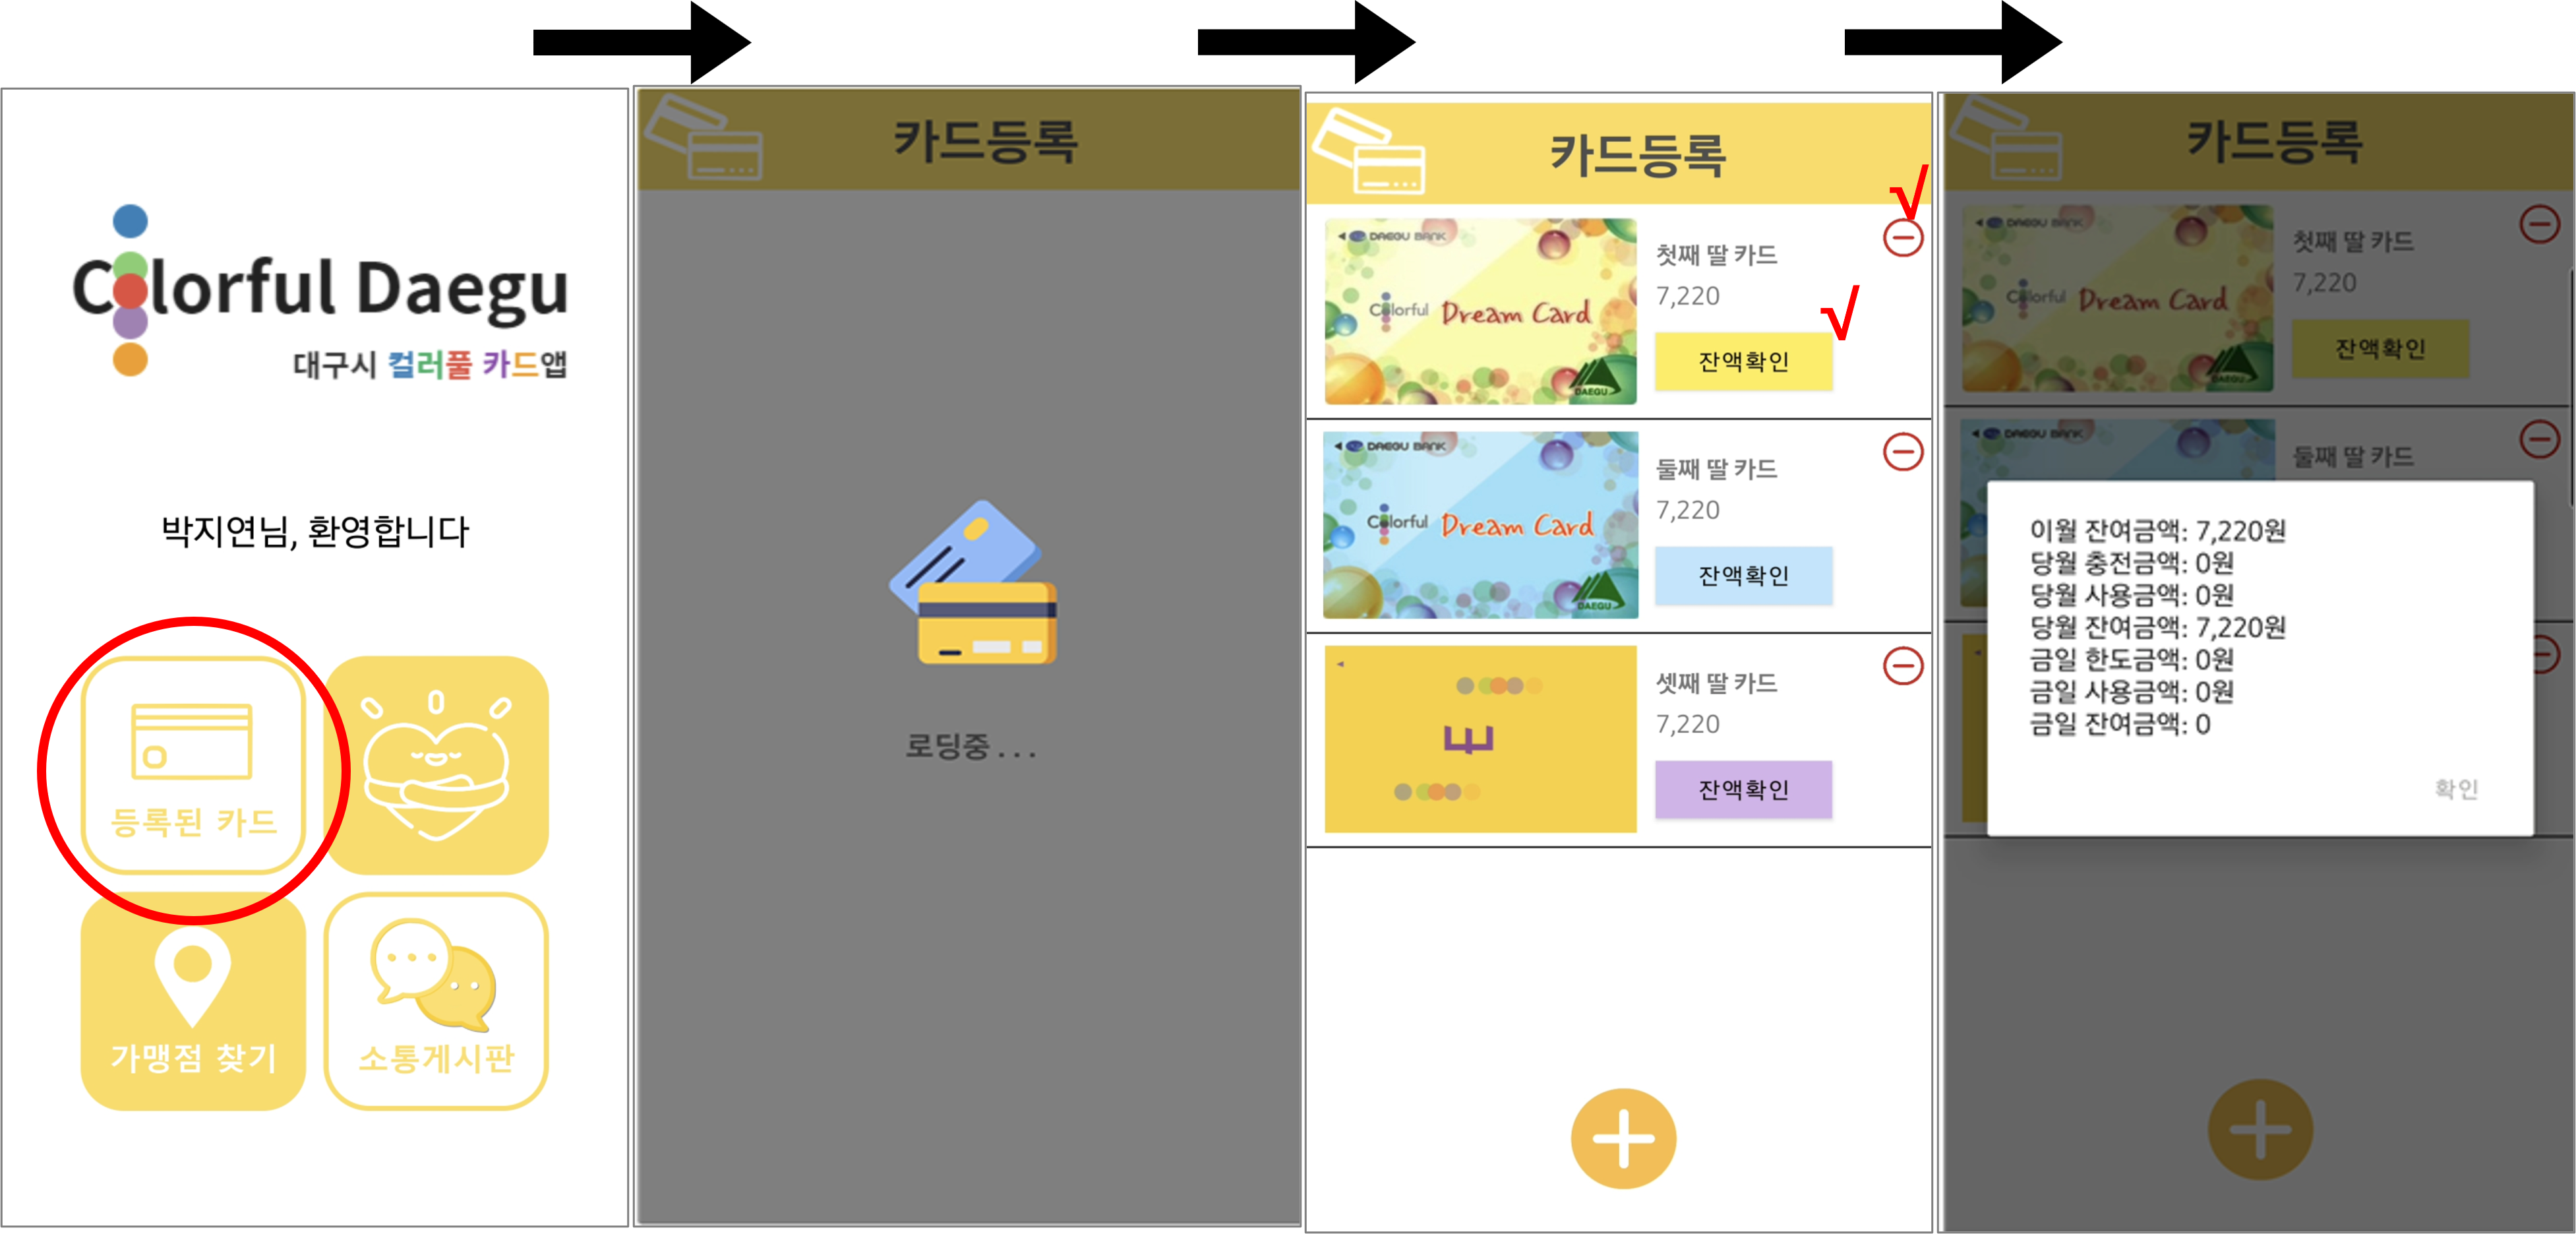 Colorful Daegu
대구시 컬러풀 카드앱
박지연님, 환영합니다
등록된 카드
가맹점 찾기
소통게시판
카드등록
로딩중...
카드등록
√
DAEGU BANK
Colorful Dream Card
DAEGU
첫째 딸 카드
7,220
√
잔액확인
DAEGU BANK
Colorful Dream Card
DAEGU
둘째 딸 카드
7,220
잔액확인
셋째 딸 카드
7,220
잔액확인
카드등록
DAEGU BANK
Colorful Dream Card
DAEGU
첫째 딸 카드
7,220
잔액확인
DAEGU BANK
둘째 딸 카드
이월 잔여금액: 7,220원
당월 충전금액: 0원
당월 사용금액: 0원
당월 잔여금액: 7,220원
금일 한도금액: 0원
금일 사용금액: 0원
금일 잔여금액: 0
확인